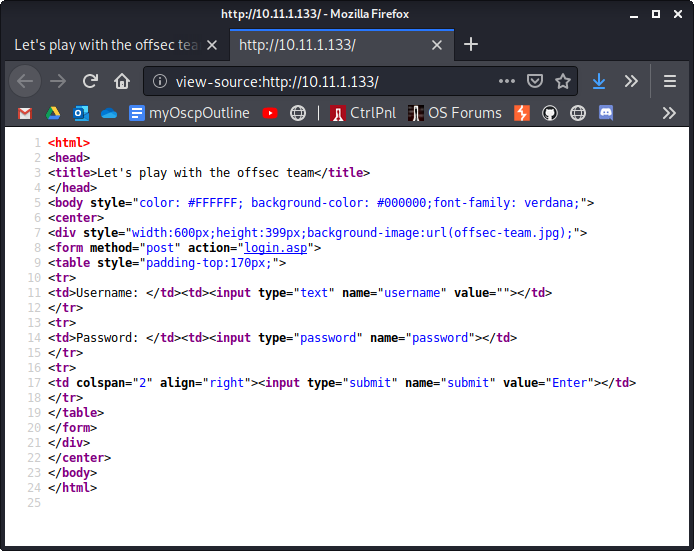 http://10.11.1.133/ - Mozilla Firefox
Let's play with the offsec tea
http://10.11.1.133/
view-source:http://10.11.1.133/
myOscpOutline CtrlPnl OS Forums
1 <html>
2 <head>
3 <title>Let's play with the offsec team</title>
4 </head>
5 <body style="color: #FFFFFF; background-color: #000000;font-family: verdana;">
6 <center>
7 <div style="width:600px;height:399px;background-image:url(offsec-team.jpg);">
8 <form method="post" action="login.asp">
9 <table style="padding-top:170px;">
10 <tr>
11 <td>Username: </td><td><input type="text" name="username" value=""></td>
12 </tr>
13 <tr>
14 <td>Password: </td><td><input type="password" name="password"></td>
15 </tr>
16 <tr>
17 <td colspan="2" align="right"><input type="submit" name="submit" value="Enter"></td>
18 </tr>
19 </table>
20 </form>
21 </div>
22 </center>
23 </body>
24 </html>
25